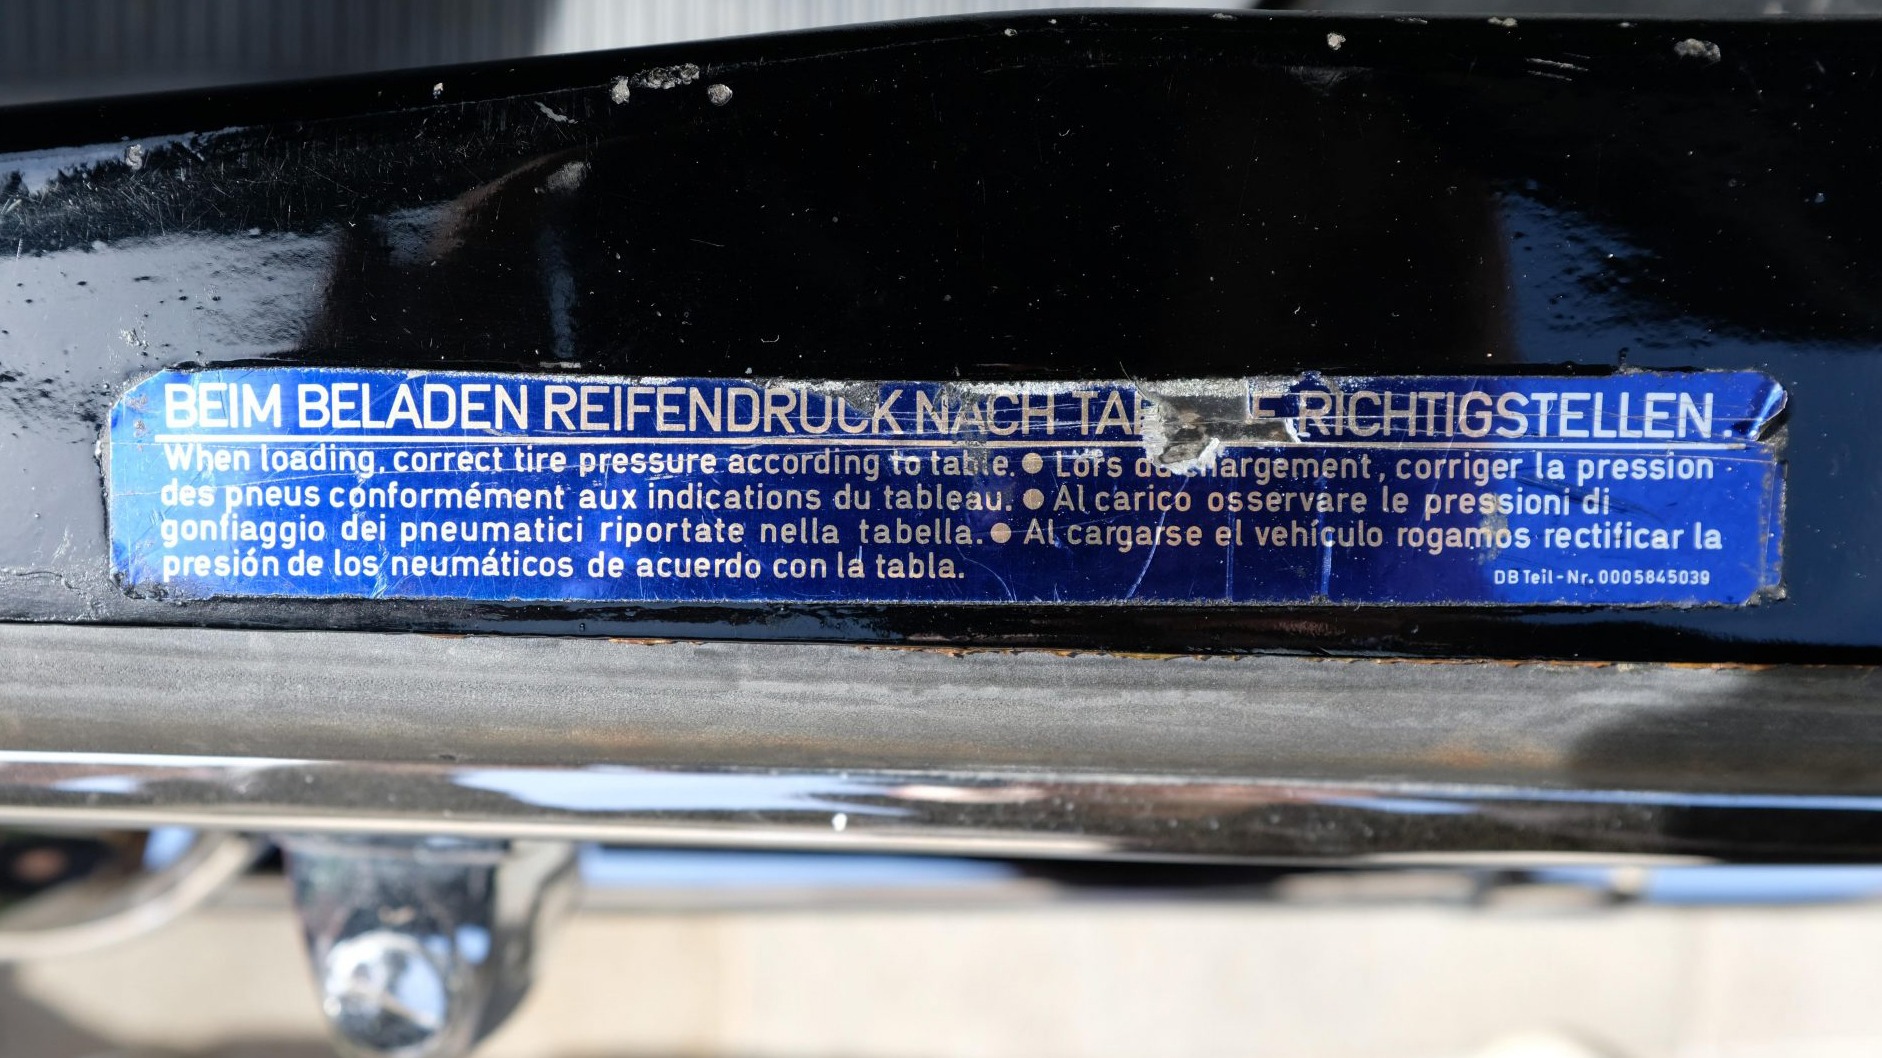 BEIM BELADEN REIFENDRUCK NACH RICHTIGSTELLEN.
When loading, correct tire pressure according to table. ● Lors du chargement, corriger la pression
des pneus conformément aux indications du tableau. ● Al carico osservare le pressioni di
gonfiaggio dei pneumatici riportate nella tabella. ● Al cargarse el vehículo rogamos rectificar la
presión de los neumáticos de acuerdo con la tabla.
DB Teil-Nr. 0005845039